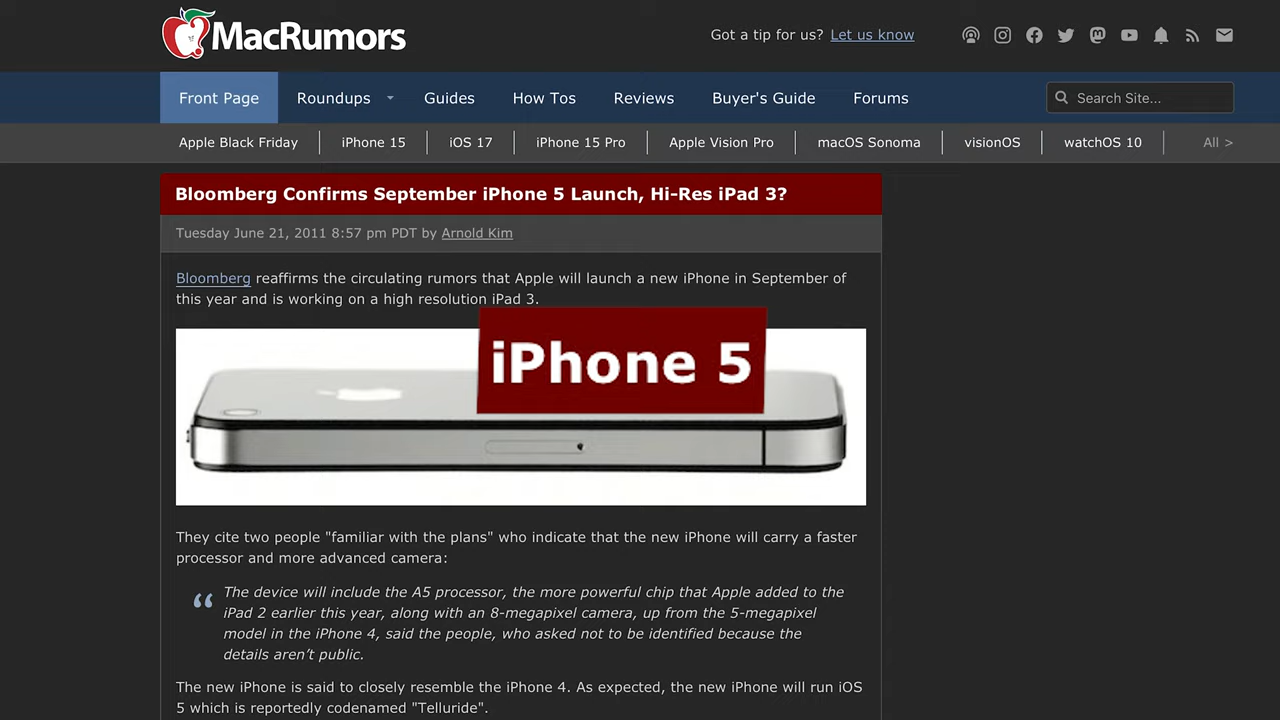 MacRumors
Got a tip for us? Let us know
Front Page Roundups Guides How Tos Reviews Buyer's Guide Forums Search Site...
Apple Black Friday iPhone 15 iOS 17 iPhone 15 Pro Apple Vision Pro macOS Sonoma visionOS watchOS 10 All >
Bloomberg Confirms September iPhone 5 Launch, Hi-Res iPad 3?
Tuesday June 21, 2011 8:57 pm PDT by Arnold Kim
Bloomberg reaffirms the circulating rumors that Apple will launch a new iPhone in September of
this year and is working on a high resolution iPad 3.
iPhone 5
They cite two people "familiar with the plans" who indicate that the new iPhone will carry a faster
processor and more advanced camera:
“ The device will include the A5 processor, the more powerful chip that Apple added to the
iPad 2 earlier this year, along with an 8-megapixel camera, up from the 5-megapixel
model in the iPhone 4, said the people, who asked not to be identified because the
details aren’t public.
The new iPhone is said to closely resemble the iPhone 4. As expected, the new iPhone will run iOS
5 which is reportedly codenamed "Telluride".